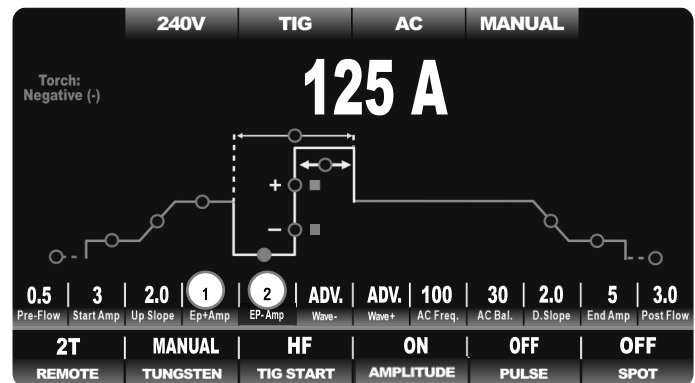 240V TIG AC MANUAL
125 A
Torch:
Negative (-)
+
−
0.5 | 3 | 2.0 | 1 | 2 | ADV. | ADV. | 100 | 30 | 2.0 | 5 | 3.0
Pre-Flow Start Amp Up Slope Ep+Amp EP- Amp Wave- Wave+ AC Freq. AC Bal. D.Slope End Amp Post Flow
2T | MANUAL | HF | ON | OFF | OFF
REMOTE TUNGSTEN TIG START AMPLITUDE PULSE SPOT